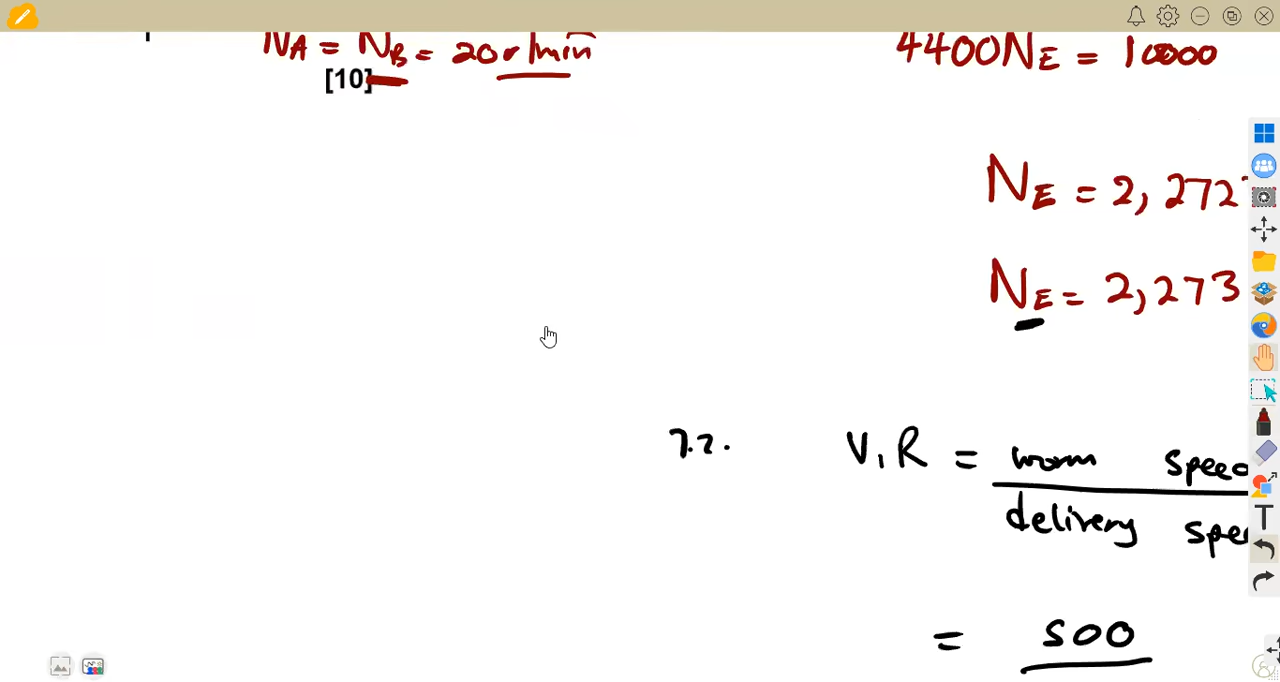 NA = NB = 20 r/min
[10]
4400NE = 10000
NE = 2,272
NE = 2,273
7.2. V.R = worm speed
delivery spe
= 500
T